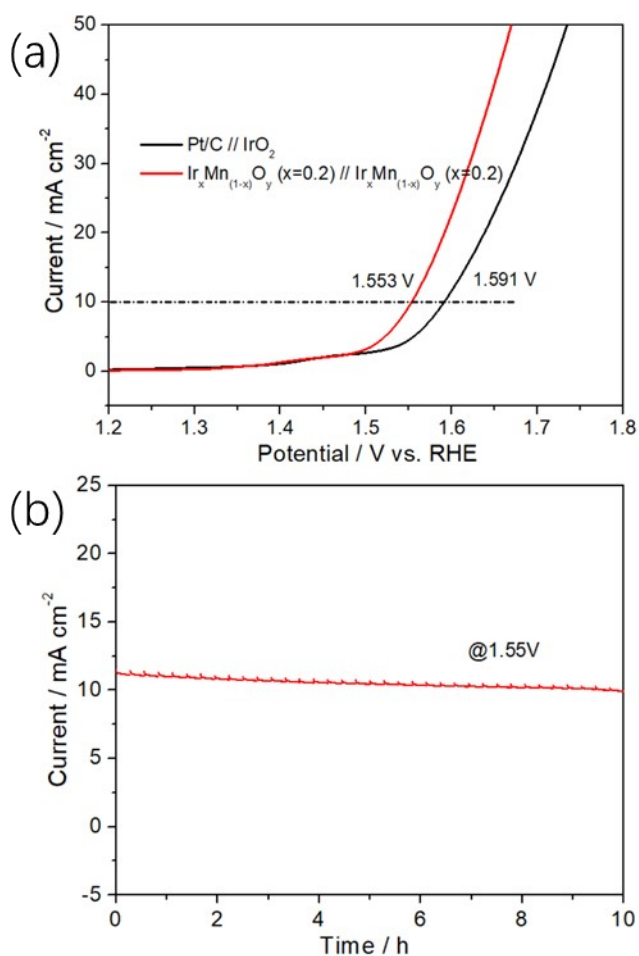 (a)
50
40
30
20
10
0
Current / mA cm⁻²
Pt/C // IrO₂
IrₓMn₍₁₋ₓ₎Oᵧ (x=0.2) // IrₓMn₍₁₋ₓ₎Oᵧ (x=0.2)
1.553 V 1.591 V
1.2 1.3 1.4 1.5 1.6 1.7 1.8
Potential / V vs. RHE
(b)
25
20
15
10
5
0
-5
Current / mA cm⁻²
@1.55V
0 2 4 6 8 10
Time / h